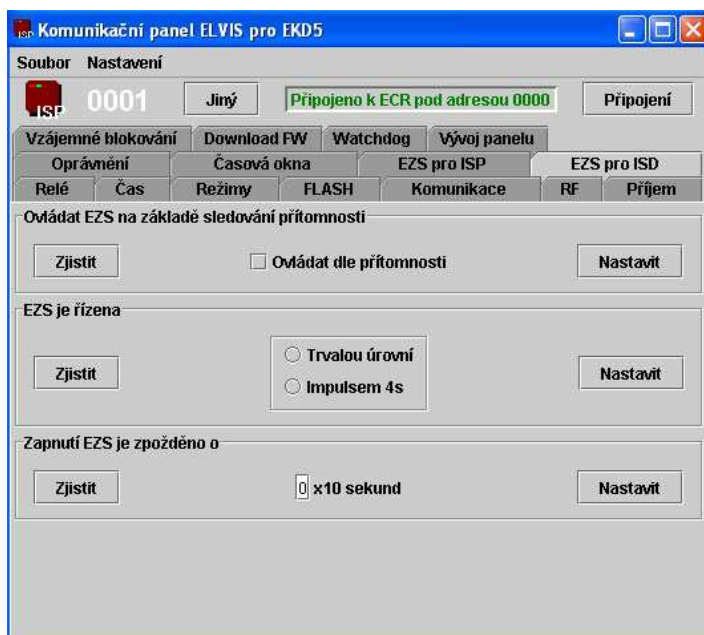 Komunikační panel ELVIS pro EKD5
Soubor Nastavení
ISP 0001 Jiný Připojeno k ECR pod adresou 0000 Připojení
Vzájemné blokování Download FW Watchdog Vývoj panelu
Oprávnění Časová okna EZS pro ISP EZS pro ISD
Relé Čas Režimy FLASH Komunikace RF Příjem
Ovládát EZS na základě sledování přítomnosti
Zjistit Ovládát dle přítomnosti Nastavit
EZS je řízena
Trvalou úrovní
Zjistit Nastavit
Impulsem 4s
Zapnutí EZS je zpožděno o
Zjistit 0 x10 sekund Nastavit